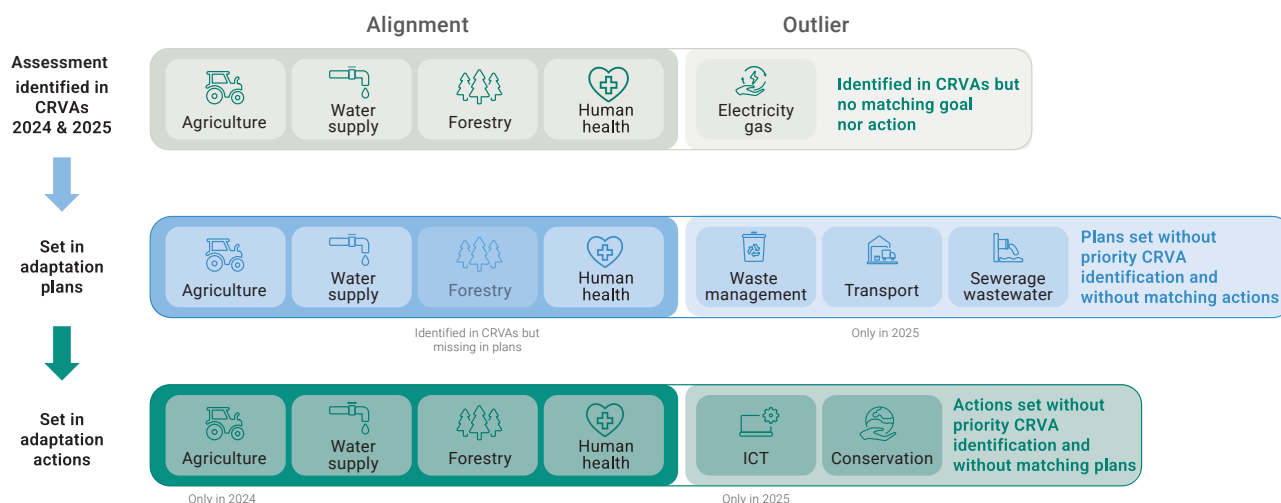 Alignment
Outlier
Assessment
identified in
CRVAs
2024 & 2025
Agriculture
Water
supply
Forestry
Human
health
Electricity
gas
Identified in CRVAs but
no matching goal
nor action
Set in
adaptation
plans
Agriculture
Water
supply
Forestry
Human
health
Waste
management
Transport
Sewerage
wastewater
Plans set without
priority CRVA
identification and
without matching actions
Identified in CRVAs but
missing in plans
Only in 2025
Set in
adaptation
actions
Agriculture
Water
supply
Forestry
Human
health
ICT
Conservation
Actions set without
priority CRVA
identification and
without matching plans
Only in 2024
Only in 2025